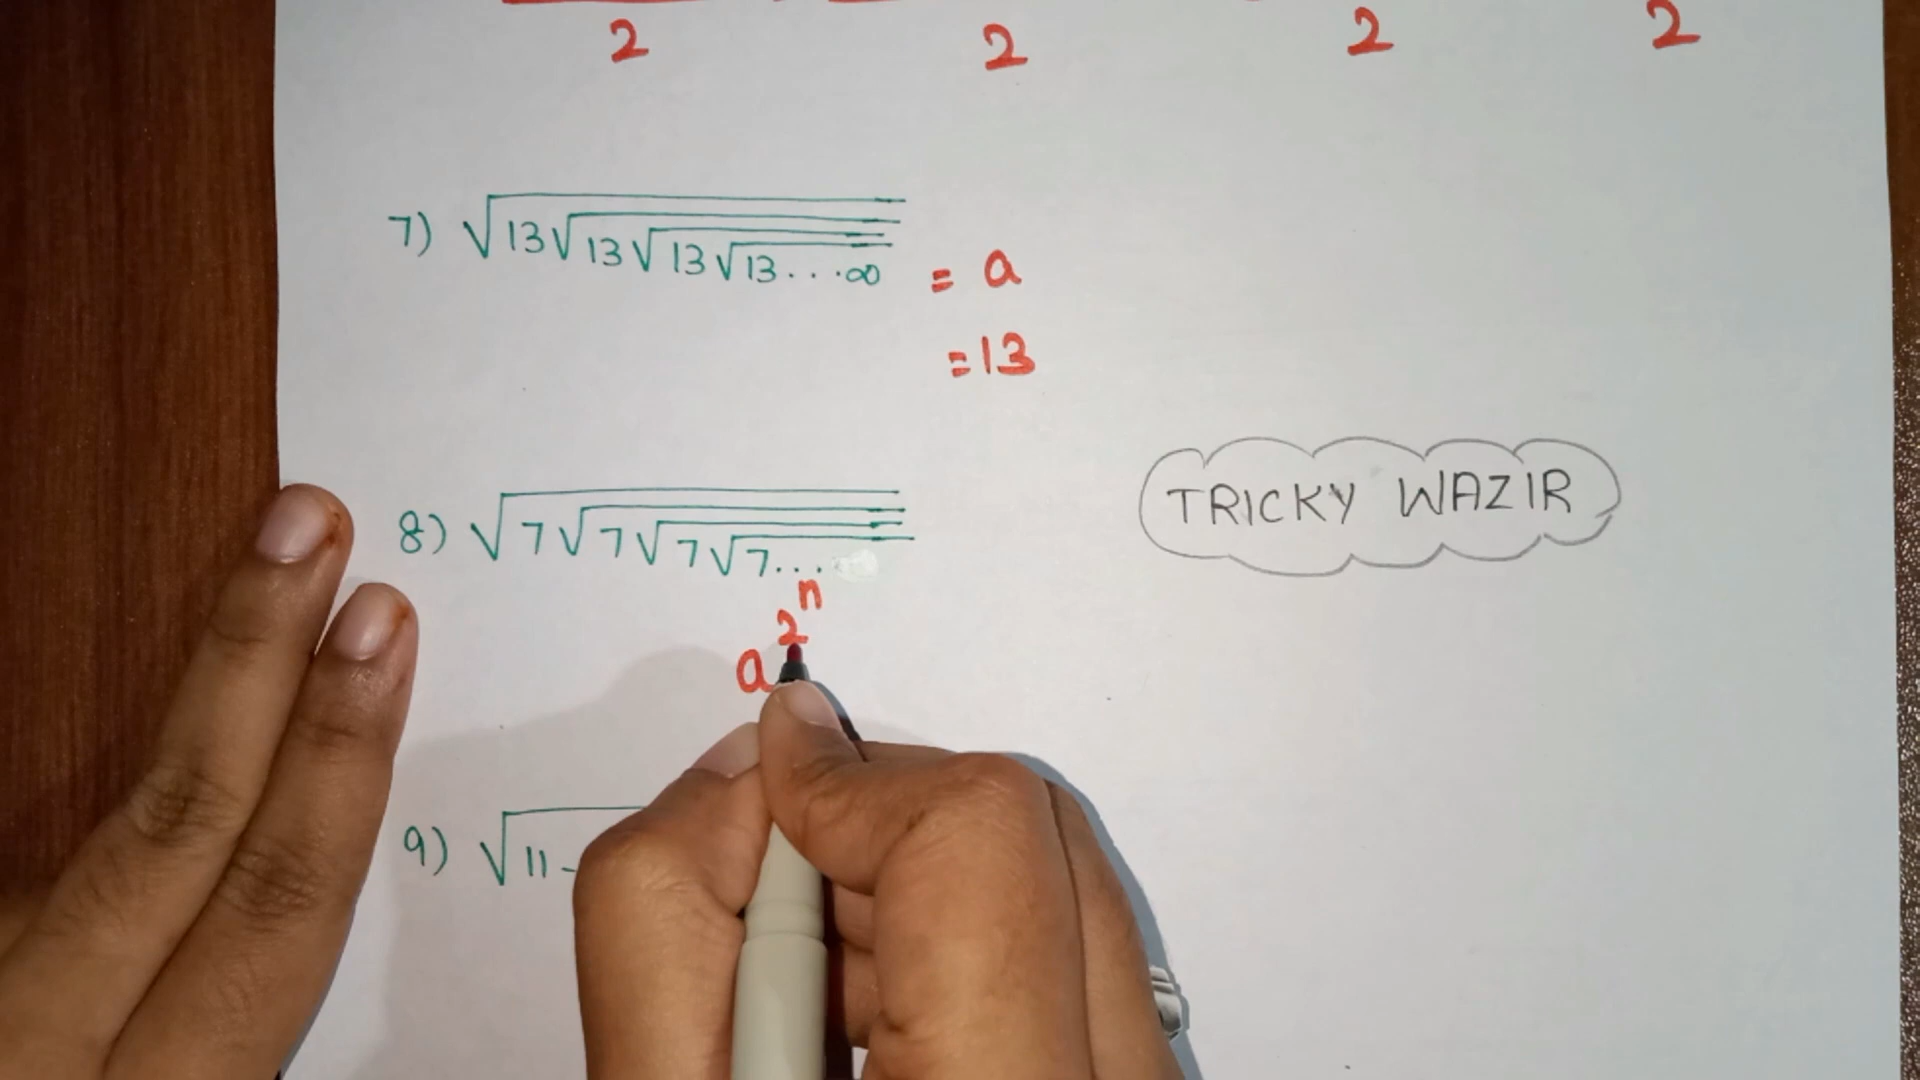 2 2 2 2
7) √13√13√13√13...∞ = a
= 13
TRICKY WAZIR
8) √7√7√7√7...
a^2^n
9) √11-